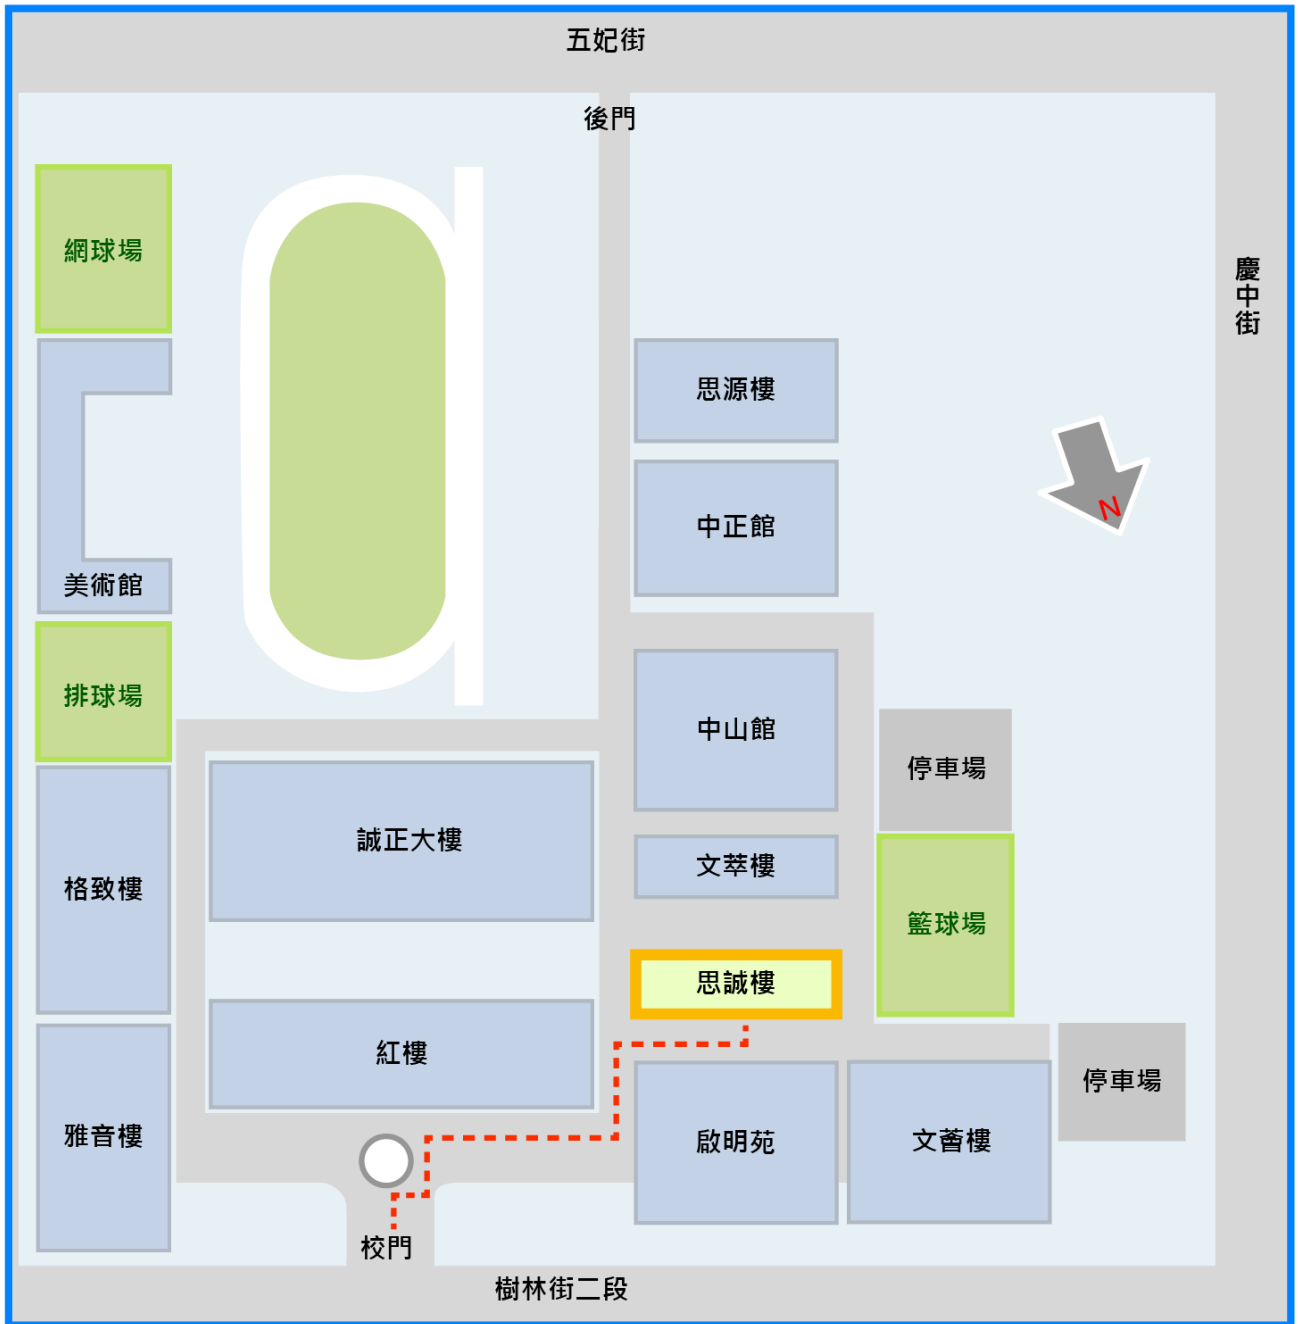 五妃街
後門
網球場
慶中街
思源樓
中正館
美術館
排球場
中山館
停車場
誠正大樓
文萃樓
格致樓
籃球場
思誠樓
紅樓
停車場
雅音樓
啟明苑
文薈樓
校門
樹林街二段
N